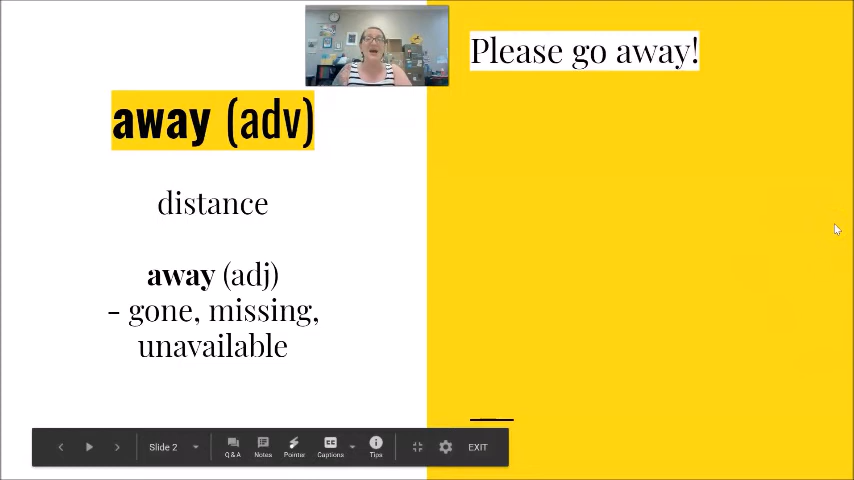 Please go away!
away (adv)
distance
away (adj)
- gone, missing,
unavailable
Slide 2
Q & A
Notes
Pointer
Captions
Tips
EXIT